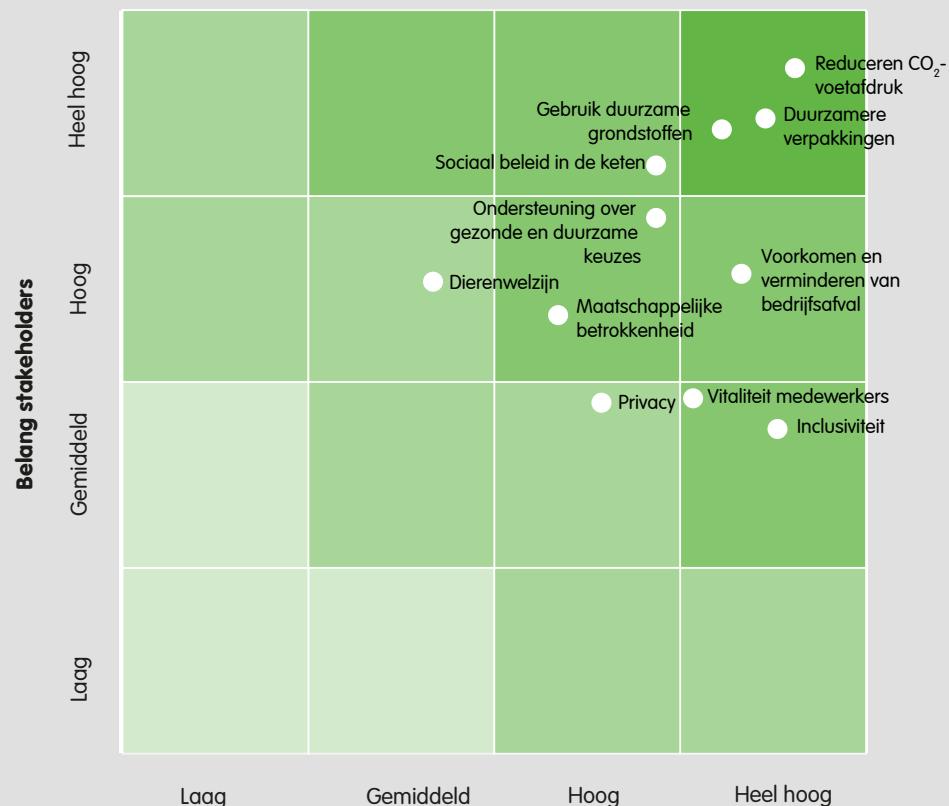 Belang stakeholders
Heel hoog
Hoog
Gemiddeld
Laag
Reduceren CO₂-
voetafdruk
Gebruik duurzame
grondstoffen
Duurzamere
verpakkingen
Sociaal beleid in de keten
Ondersteuning over
gezonde en duurzame
keuzes
Voorkomen en
verminderen van
bedrijfsafval
Dierenwelzijn
Maatschappelijke
betrokkenheid
Privacy
Vitaliteit medewerkers
Inclusiviteit
Laag
Gemiddeld
Hoog
Heel hoog